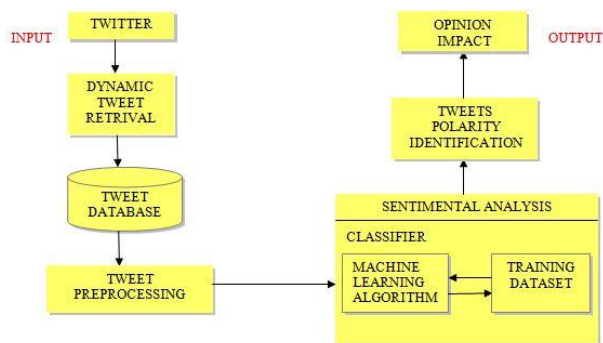 INPUT
TWITTER
DYNAMIC
TWEET
RETRIVAL
TWEET
DATABASE
TWEET
PREPROCESSING
OPINION
IMPACT
OUTPUT
TWEETS
POLARITY
IDENTIFICATION
SENTIMENTAL ANALYSIS
CLASSIFIER
MACHINE
LEARNING
ALGORITHM
TRAINING
DATASET